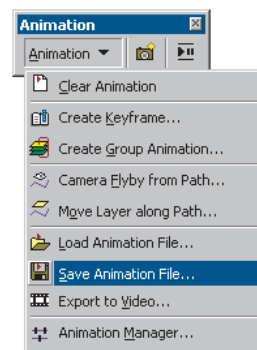 Animation
Animation
Clear Animation
Create Keyframe...
Create Group Animation...
Camera Flyby from Path...
Move Layer along Path...
Load Animation File...
Save Animation File...
Export to Video...
Animation Manager...